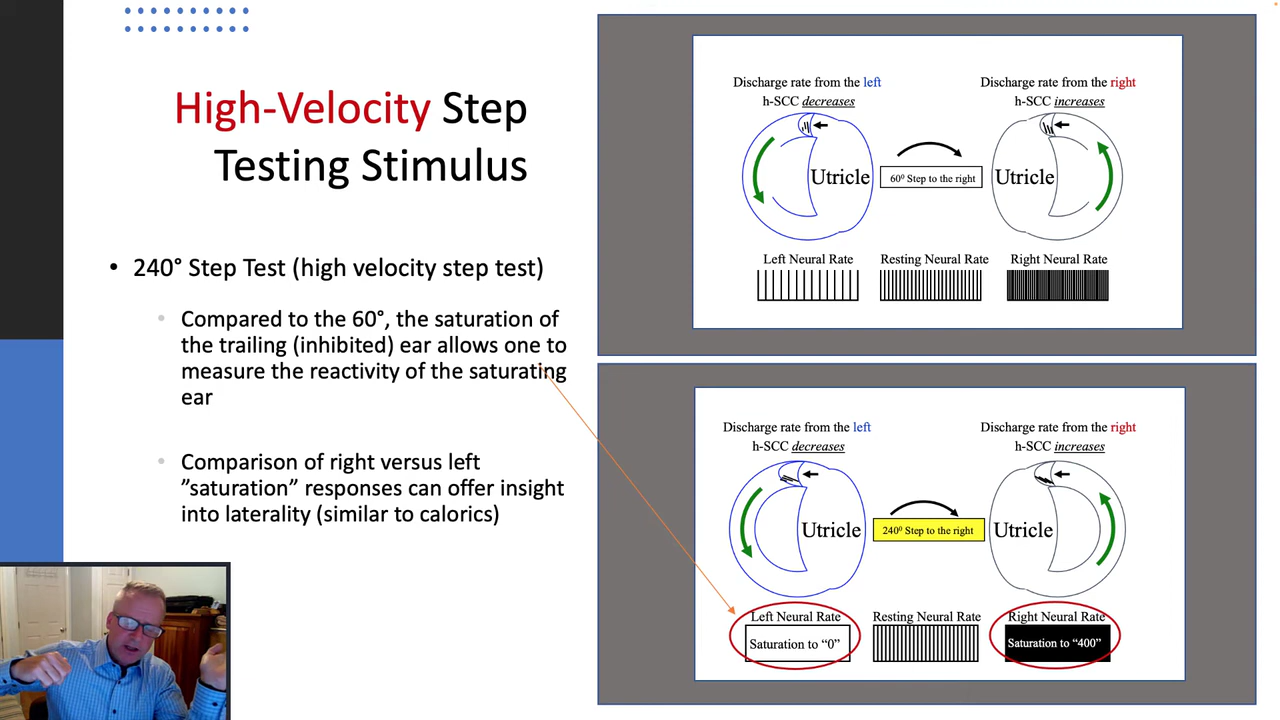 High-Velocity Step
Testing Stimulus
• 240° Step Test (high velocity step test)
• Compared to the 60°, the saturation of
the trailing (inhibited) ear allows one to
measure the reactivity of the saturating
ear
• Comparison of right versus left
”saturation” responses can offer insight
into laterality (similar to calorics)
Discharge rate from the left
h-SCC decreases
Discharge rate from the right
h-SCC increases
Utricle
60⁰ Step to the right
Utricle
Left Neural Rate
Resting Neural Rate
Right Neural Rate
Discharge rate from the left
h-SCC decreases
Discharge rate from the right
h-SCC increases
Utricle
240⁰ Step to the right
Utricle
Left Neural Rate
Resting Neural Rate
Right Neural Rate
Saturation to “0”
Saturation to “400”